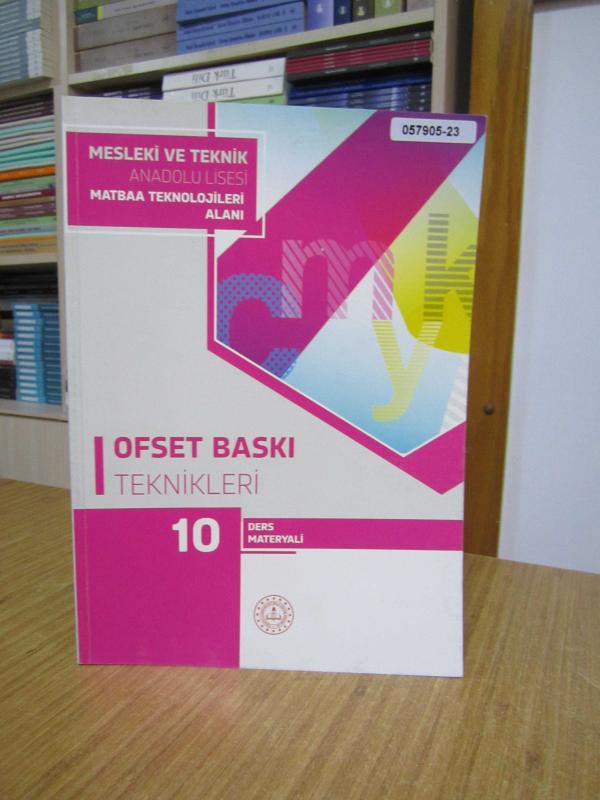 Türk Dili
057905-23
MESLEKİ VE TEKNİK
ANADOLU LİSESİ
MATBAA TEKNOLOJİLERİ
ALANI
cmyk
OFSET BASKI
TEKNİKLERİ
10
DERS
MATERYALİ